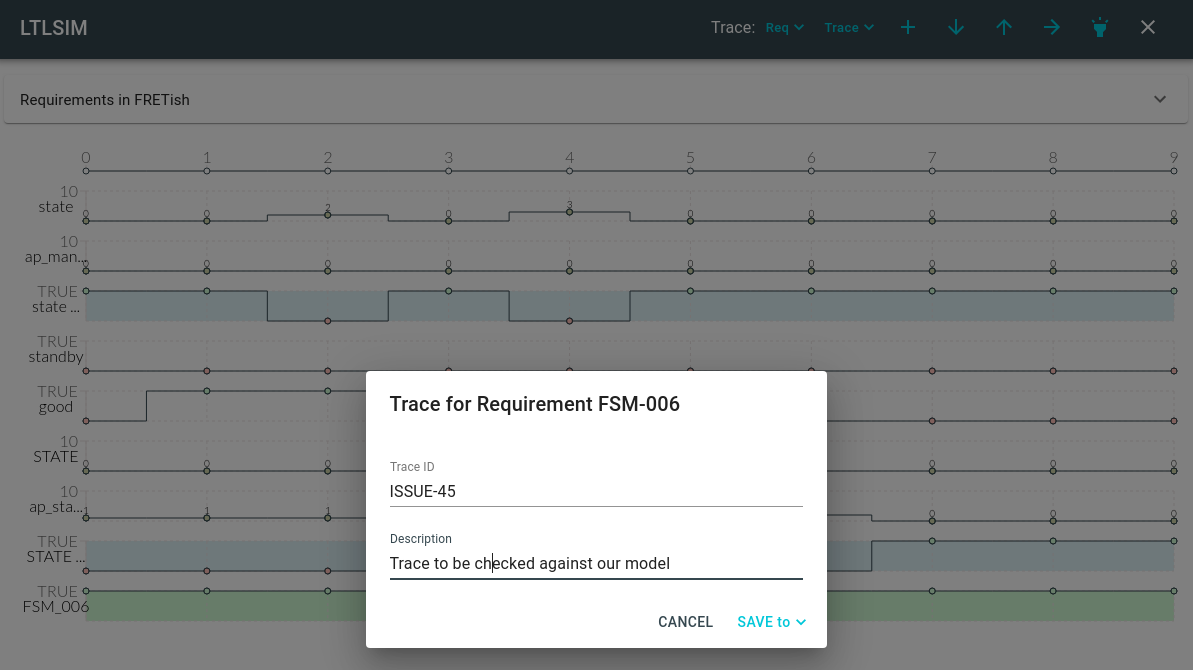 LTLSIM
Trace: Req Trace
Requirements in FRETish
0 1 2 3 4 5 6 7 8 9
10
state
0 0 2 0 3 0 0 0 0 0
10
ap_man...
0 0 0 0 0 0 0 0 0 0
TRUE
state ...
TRUE
standby
TRUE
good
10
STATE
0 0 0 0 0 0
10
ap_sta...
1 1 1 0 0 0
TRUE
STATE ...
TRUE
FSM_006
Trace for Requirement FSM-006
Trace ID
ISSUE-45
Description
Trace to be checked against our model
CANCEL SAVE to